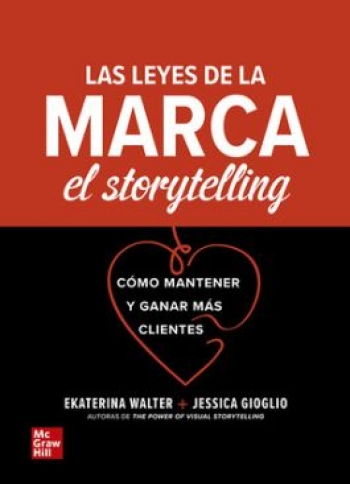 LAS LEYES DE LA
MARCA
el storytelling
CÓMO MANTENER
Y GANAR MÁS
CLIENTES
EKATERINA WALTER + JESSICA GIOGLIO
AUTORAS DE THE POWER OF VISUAL STORYTELLING
Mc
Graw
Hill